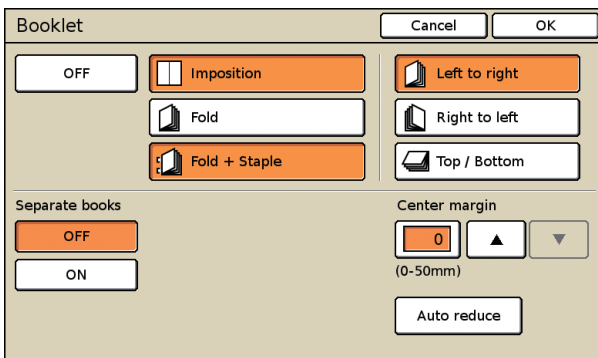 Booklet
Cancel
OK
OFF
Imposition
Left to right
Fold
Right to left
Fold + Staple
Top / Bottom
Separate books
Center margin
OFF
0
ON
(0-50mm)
Auto reduce